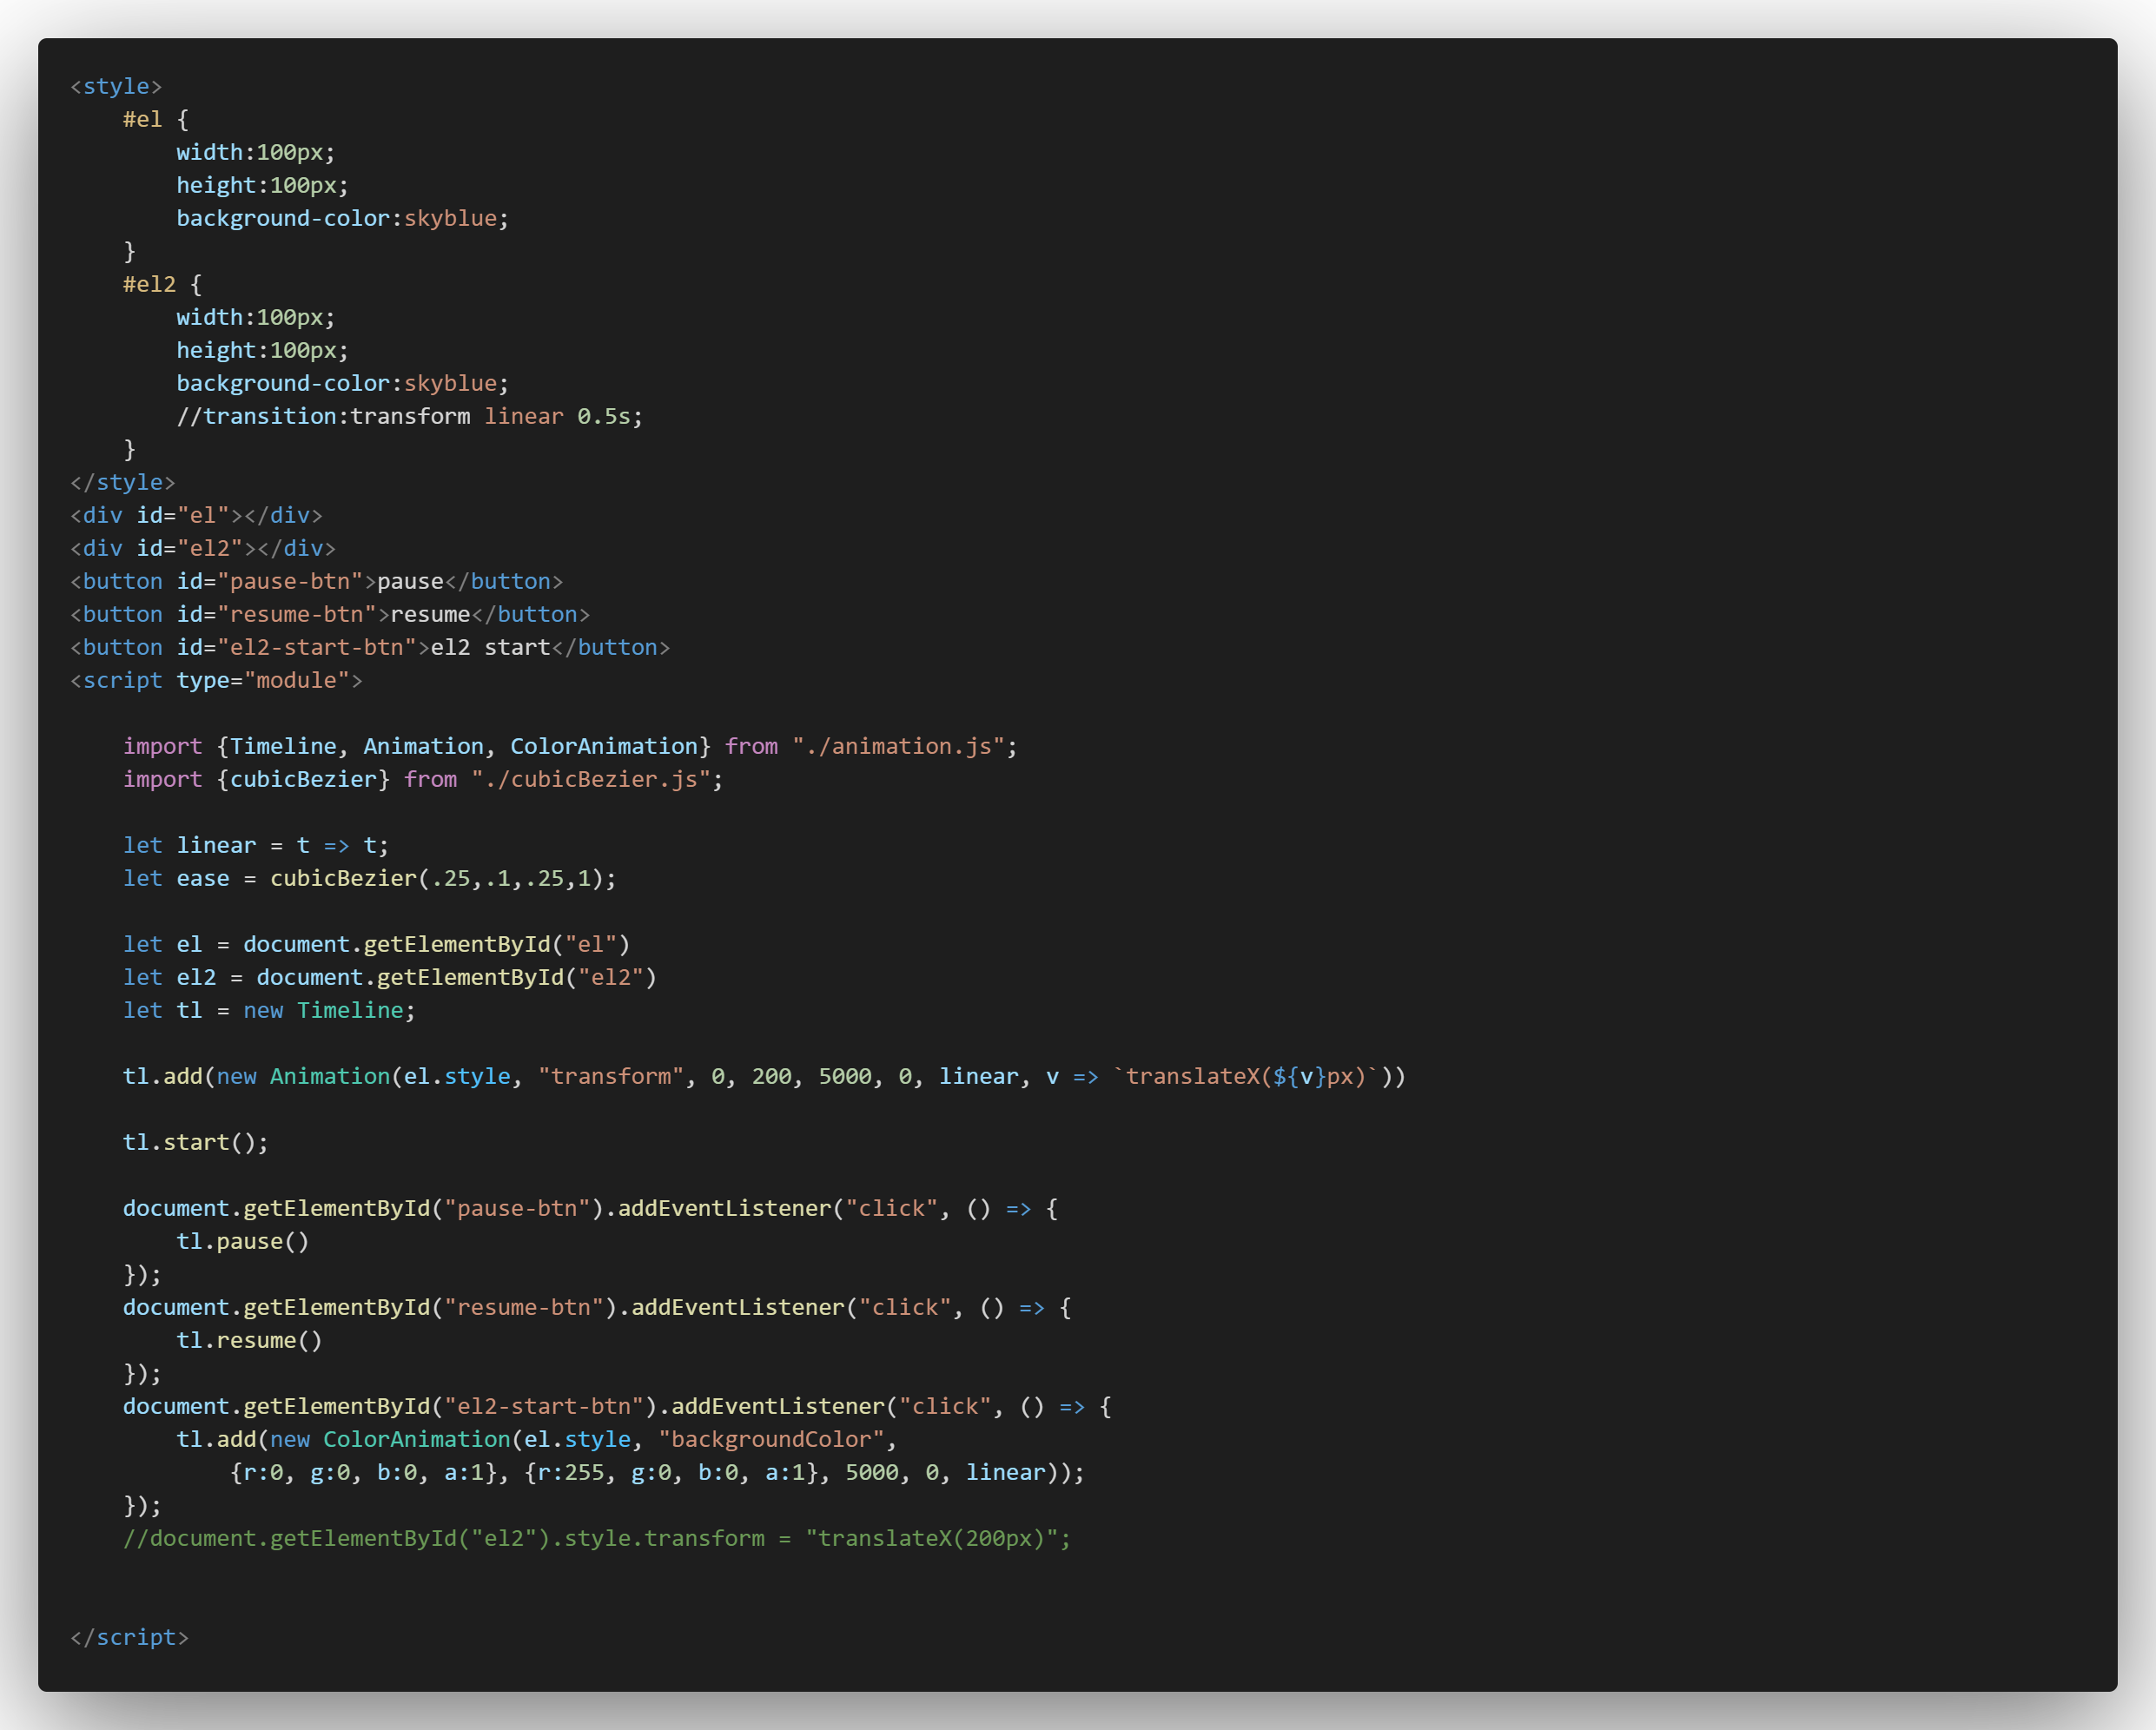 <style>
    #el {
        width:100px;
        height:100px;
        background-color:skyblue;
    }
    #el2 {
        width:100px;
        height:100px;
        background-color:skyblue;
        //transition:transform linear 0.5s;
    }
</style>
<div id="el"></div>
<div id="el2"></div>
<button id="pause-btn">pause</button>
<button id="resume-btn">resume</button>
<button id="el2-start-btn">el2 start</button>
<script type="module">

    import {Timeline, Animation, ColorAnimation} from "./animation.js";
    import {cubicBezier} from "./cubicBezier.js";

    let linear = t => t;
    let ease = cubicBezier(.25,.1,.25,1);

    let el = document.getElementById("el")
    let el2 = document.getElementById("el2")
    let tl = new Timeline;

    tl.add(new Animation(el.style, "transform", 0, 200, 5000, 0, linear, v => `translateX(${v}px)`))

    tl.start();

    document.getElementById("pause-btn").addEventListener("click", () => {
        tl.pause()
    });
    document.getElementById("resume-btn").addEventListener("click", () => {
        tl.resume()
    });
    document.getElementById("el2-start-btn").addEventListener("click", () => {
        tl.add(new ColorAnimation(el.style, "backgroundColor",
            {r:0, g:0, b:0, a:1}, {r:255, g:0, b:0, a:1}, 5000, 0, linear));
    });
    //document.getElementById("el2").style.transform = "translateX(200px)";


</script>